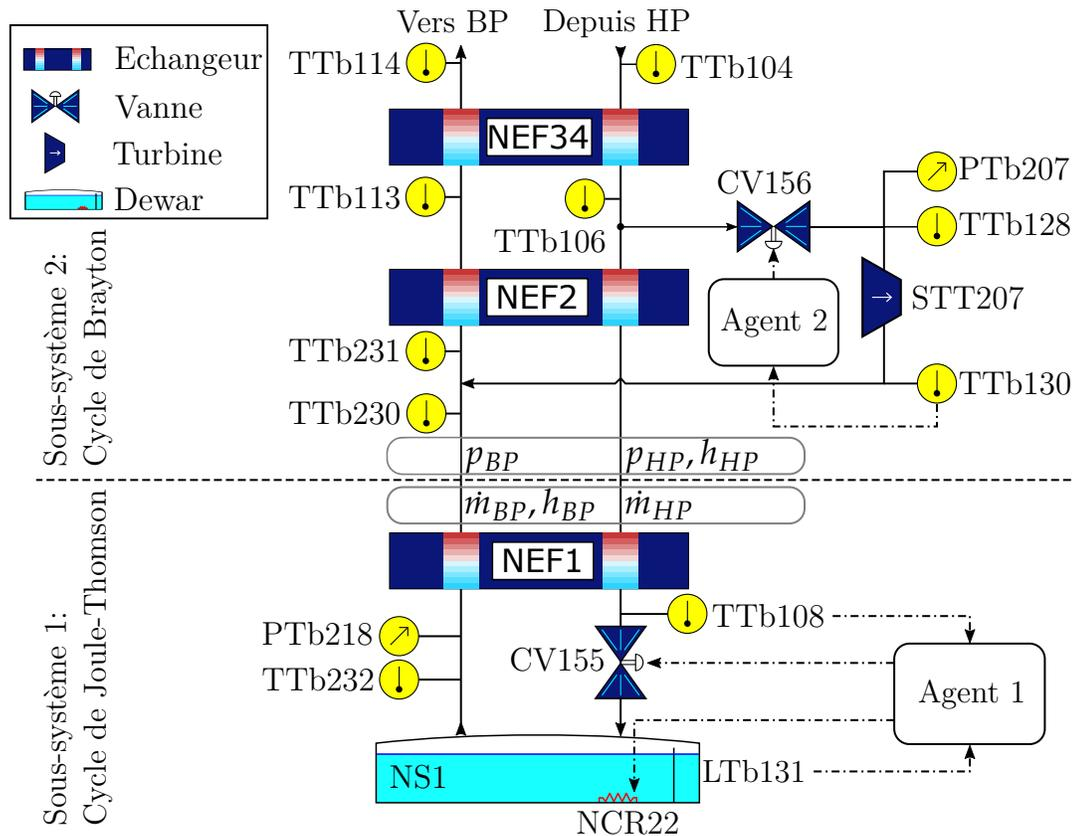 Vers BP
Depuis HP
Echangeur
Vanne
Turbine
Dewar
TTb114
TTb104
NEF34
TTb113
TTb106
CV156
PTb207
TTb128
NEF2
Agent 2
STT207
TTb231
TTb130
TTb230
Sous-système 2:
Cycle de Brayton
p_BP
p_HP, h_HP
ṁ_BP, h_BP
ṁ_HP
NEF1
Sous-système 1:
Cycle de Joule-Thomson
TTb108
PTb218
CV155
TTb232
Agent 1
NS1
LTb131
NCR22